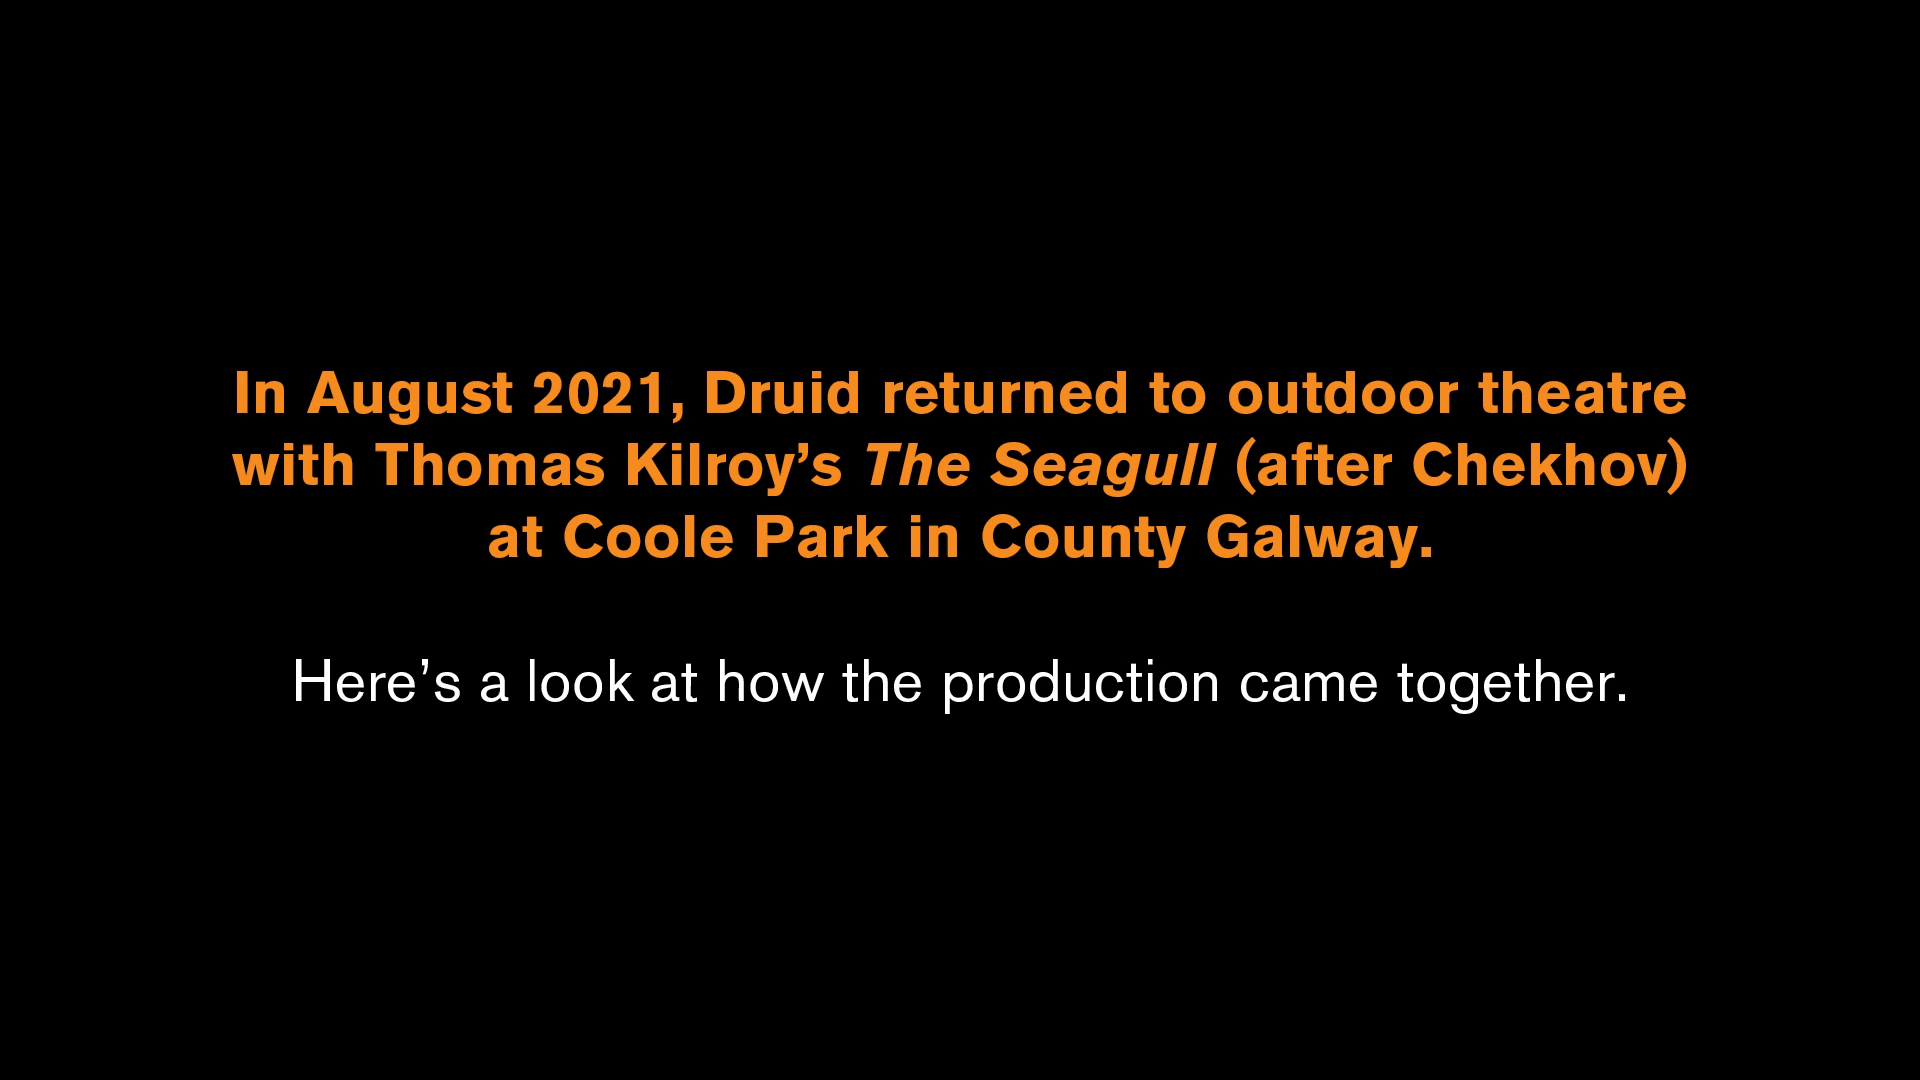 In August 2021, Druid returned to outdoor theatre
with Thomas Kilroy’s The Seagull (after Chekhov)
at Coole Park in County Galway.
Here’s a look at how the production came together.